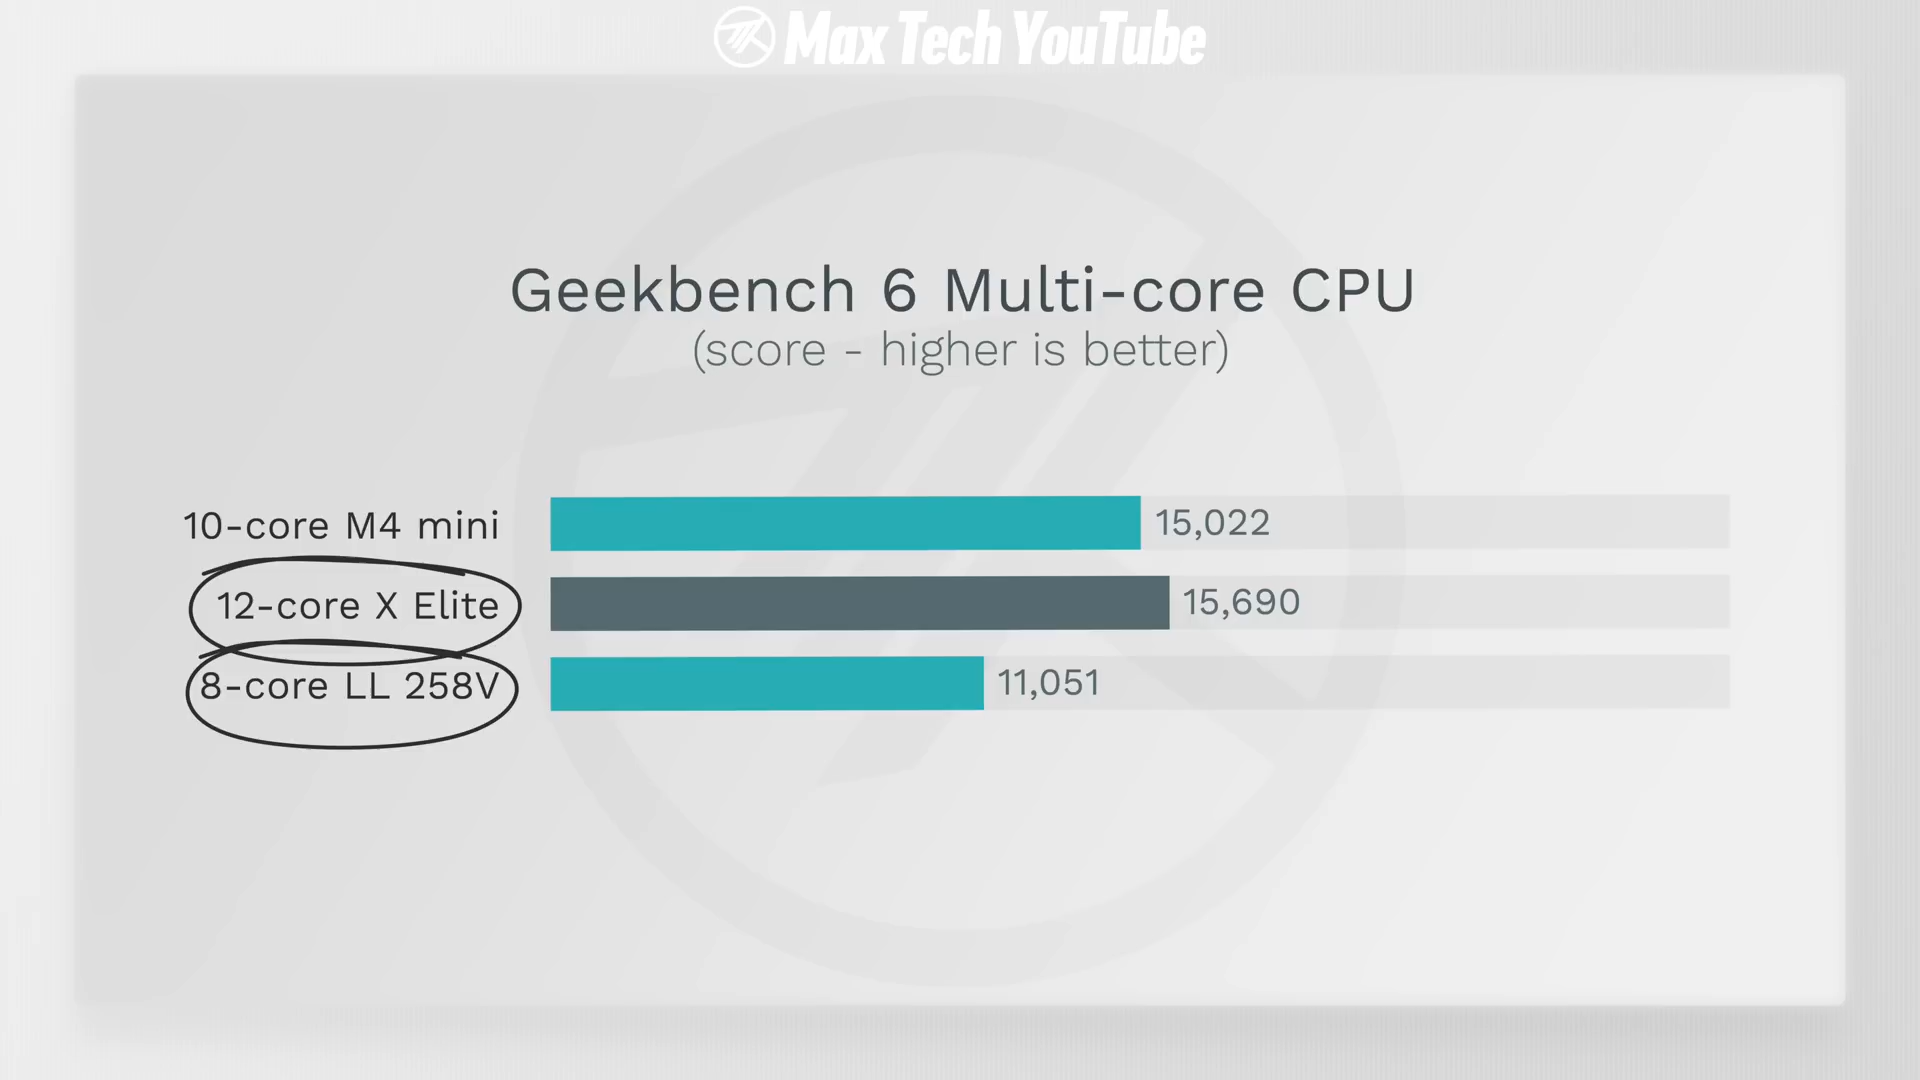 Max Tech YouTube
Geekbench 6 Multi-core CPU
(score - higher is better)
10-core M4 mini 15,022
12-core X Elite 15,690
8-core LL 258V 11,051